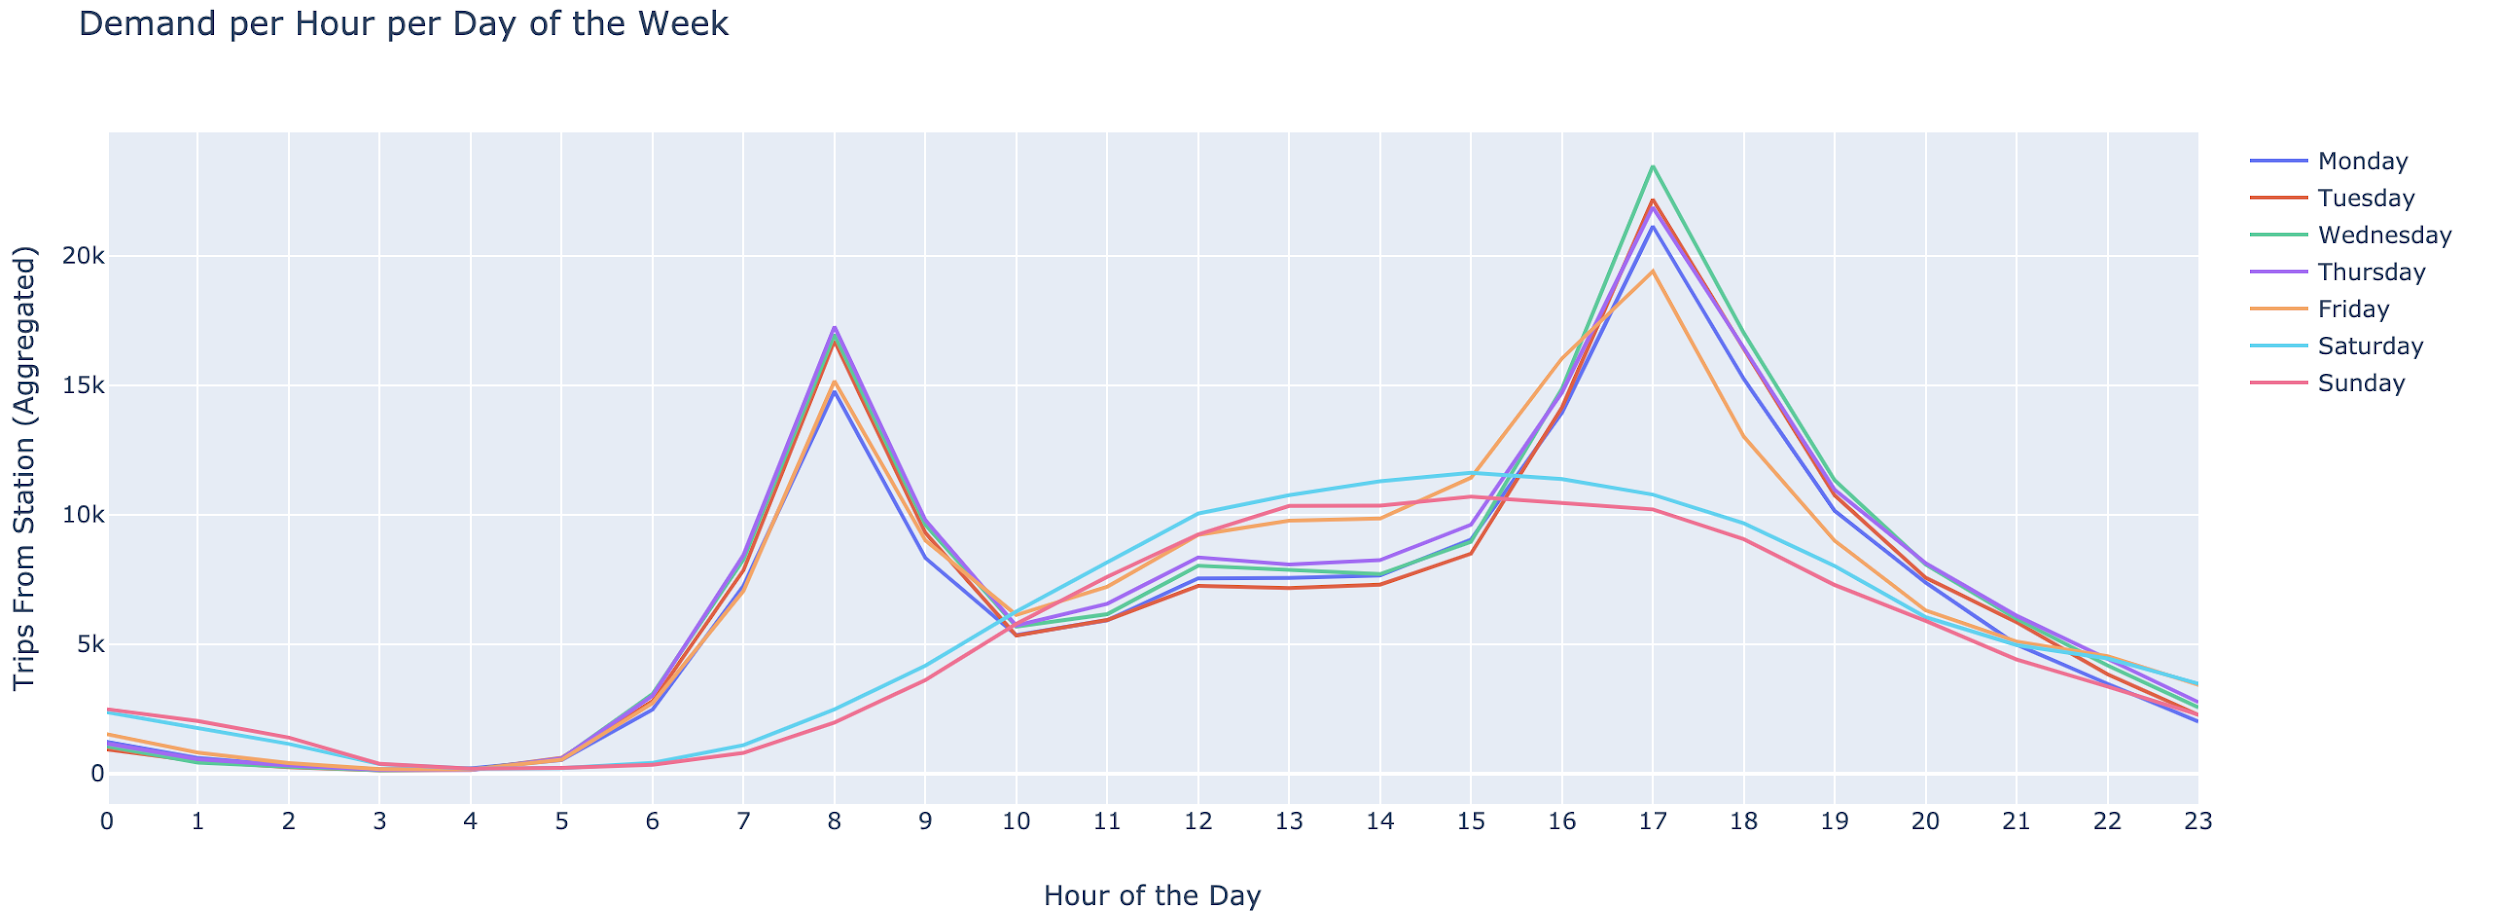 Demand per Hour per Day of the Week
Trips From Station (Aggregated)
20k
15k
10k
5k
0
0 1 2 3 4 5 6 7 8 9 10 11 12 13 14 15 16 17 18 19 20 21 22 23
Hour of the Day
Monday
Tuesday
Wednesday
Thursday
Friday
Saturday
Sunday